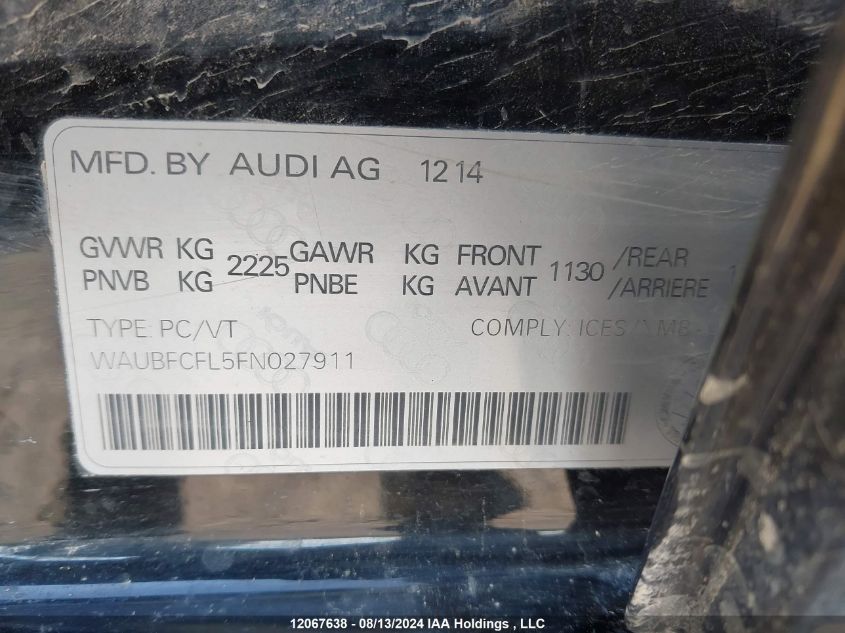 MFD. BY AUDI AG 12 14
GVWR KG 2225 GAWR KG FRONT 1130 /REAR
PNVB KG PNBE KG AVANT /ARRIERE
TYPE: PC/VT COMPLY: ICES/NMB -
WAUBFCFL5FN027911
12067638 - 08/13/2024 IAA Holdings , LLC